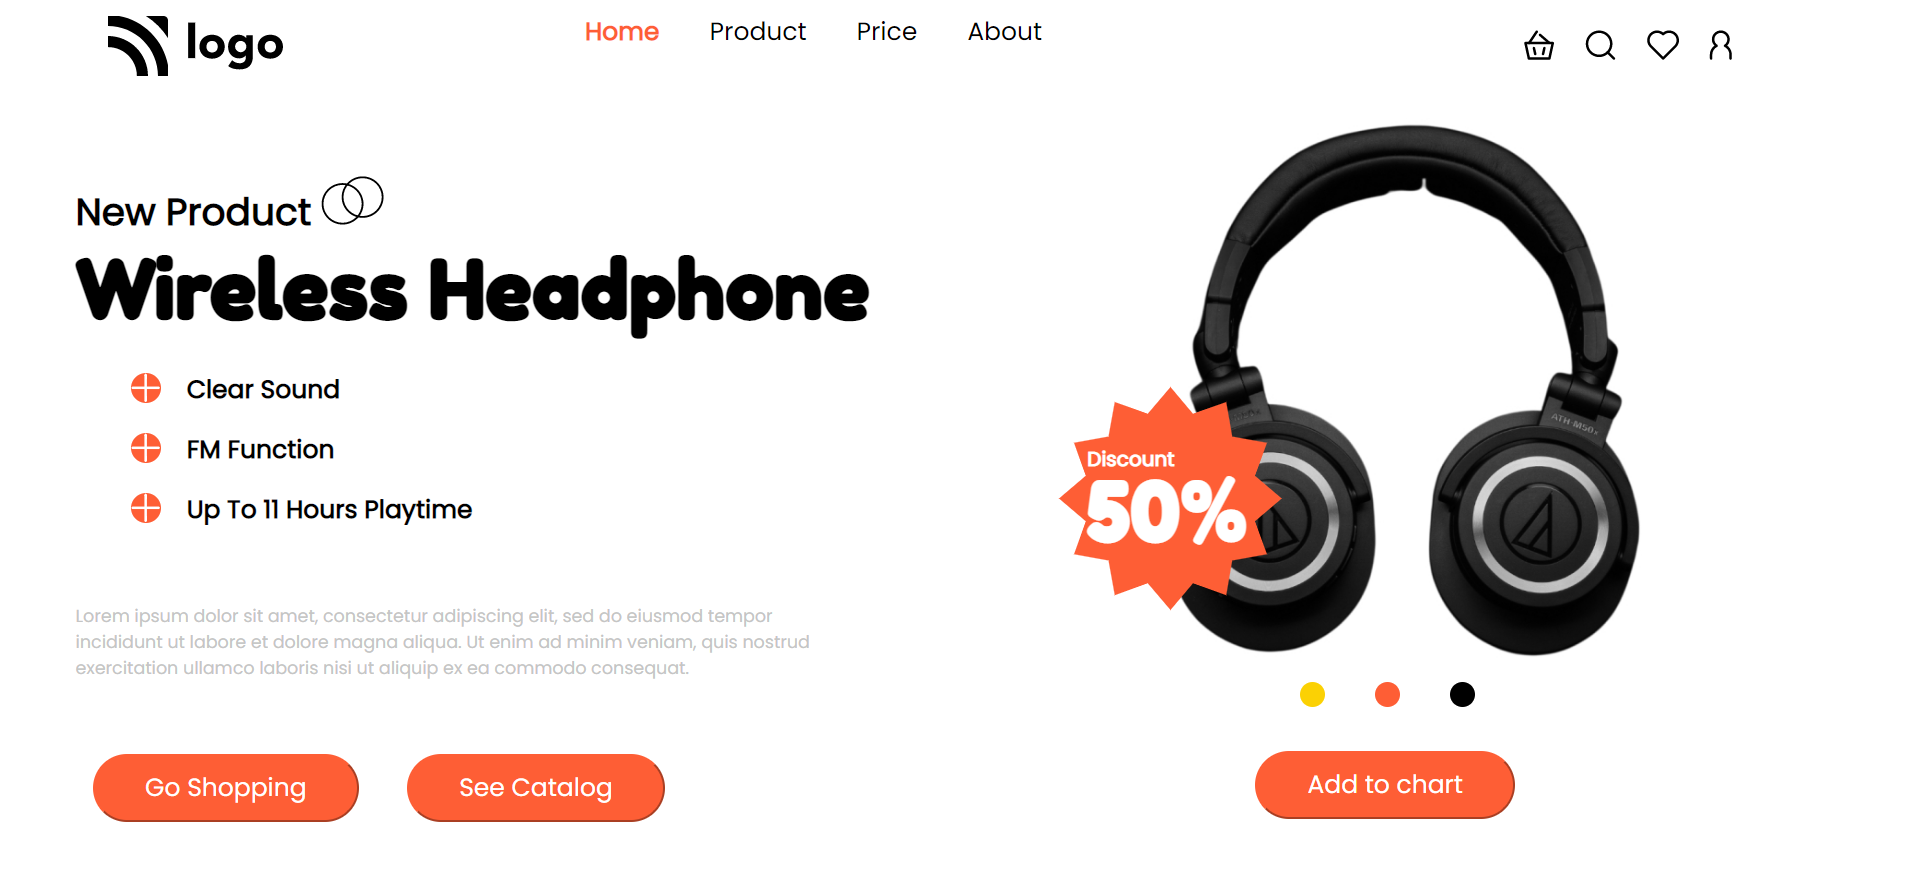 logo
Home Product Price About
New Product
Wireless Headphone
Clear Sound
FM Function
Up To 11 Hours Playtime
Lorem ipsum dolor sit amet, consectetur adipiscing elit, sed do eiusmod tempor
incididunt ut labore et dolore magna aliqua. Ut enim ad minim veniam, quis nostrud
exercitation ullamco laboris nisi ut aliquip ex ea commodo consequat.
Go Shopping
See Catalog
Discount
50%
ATH-M50x
Add to chart